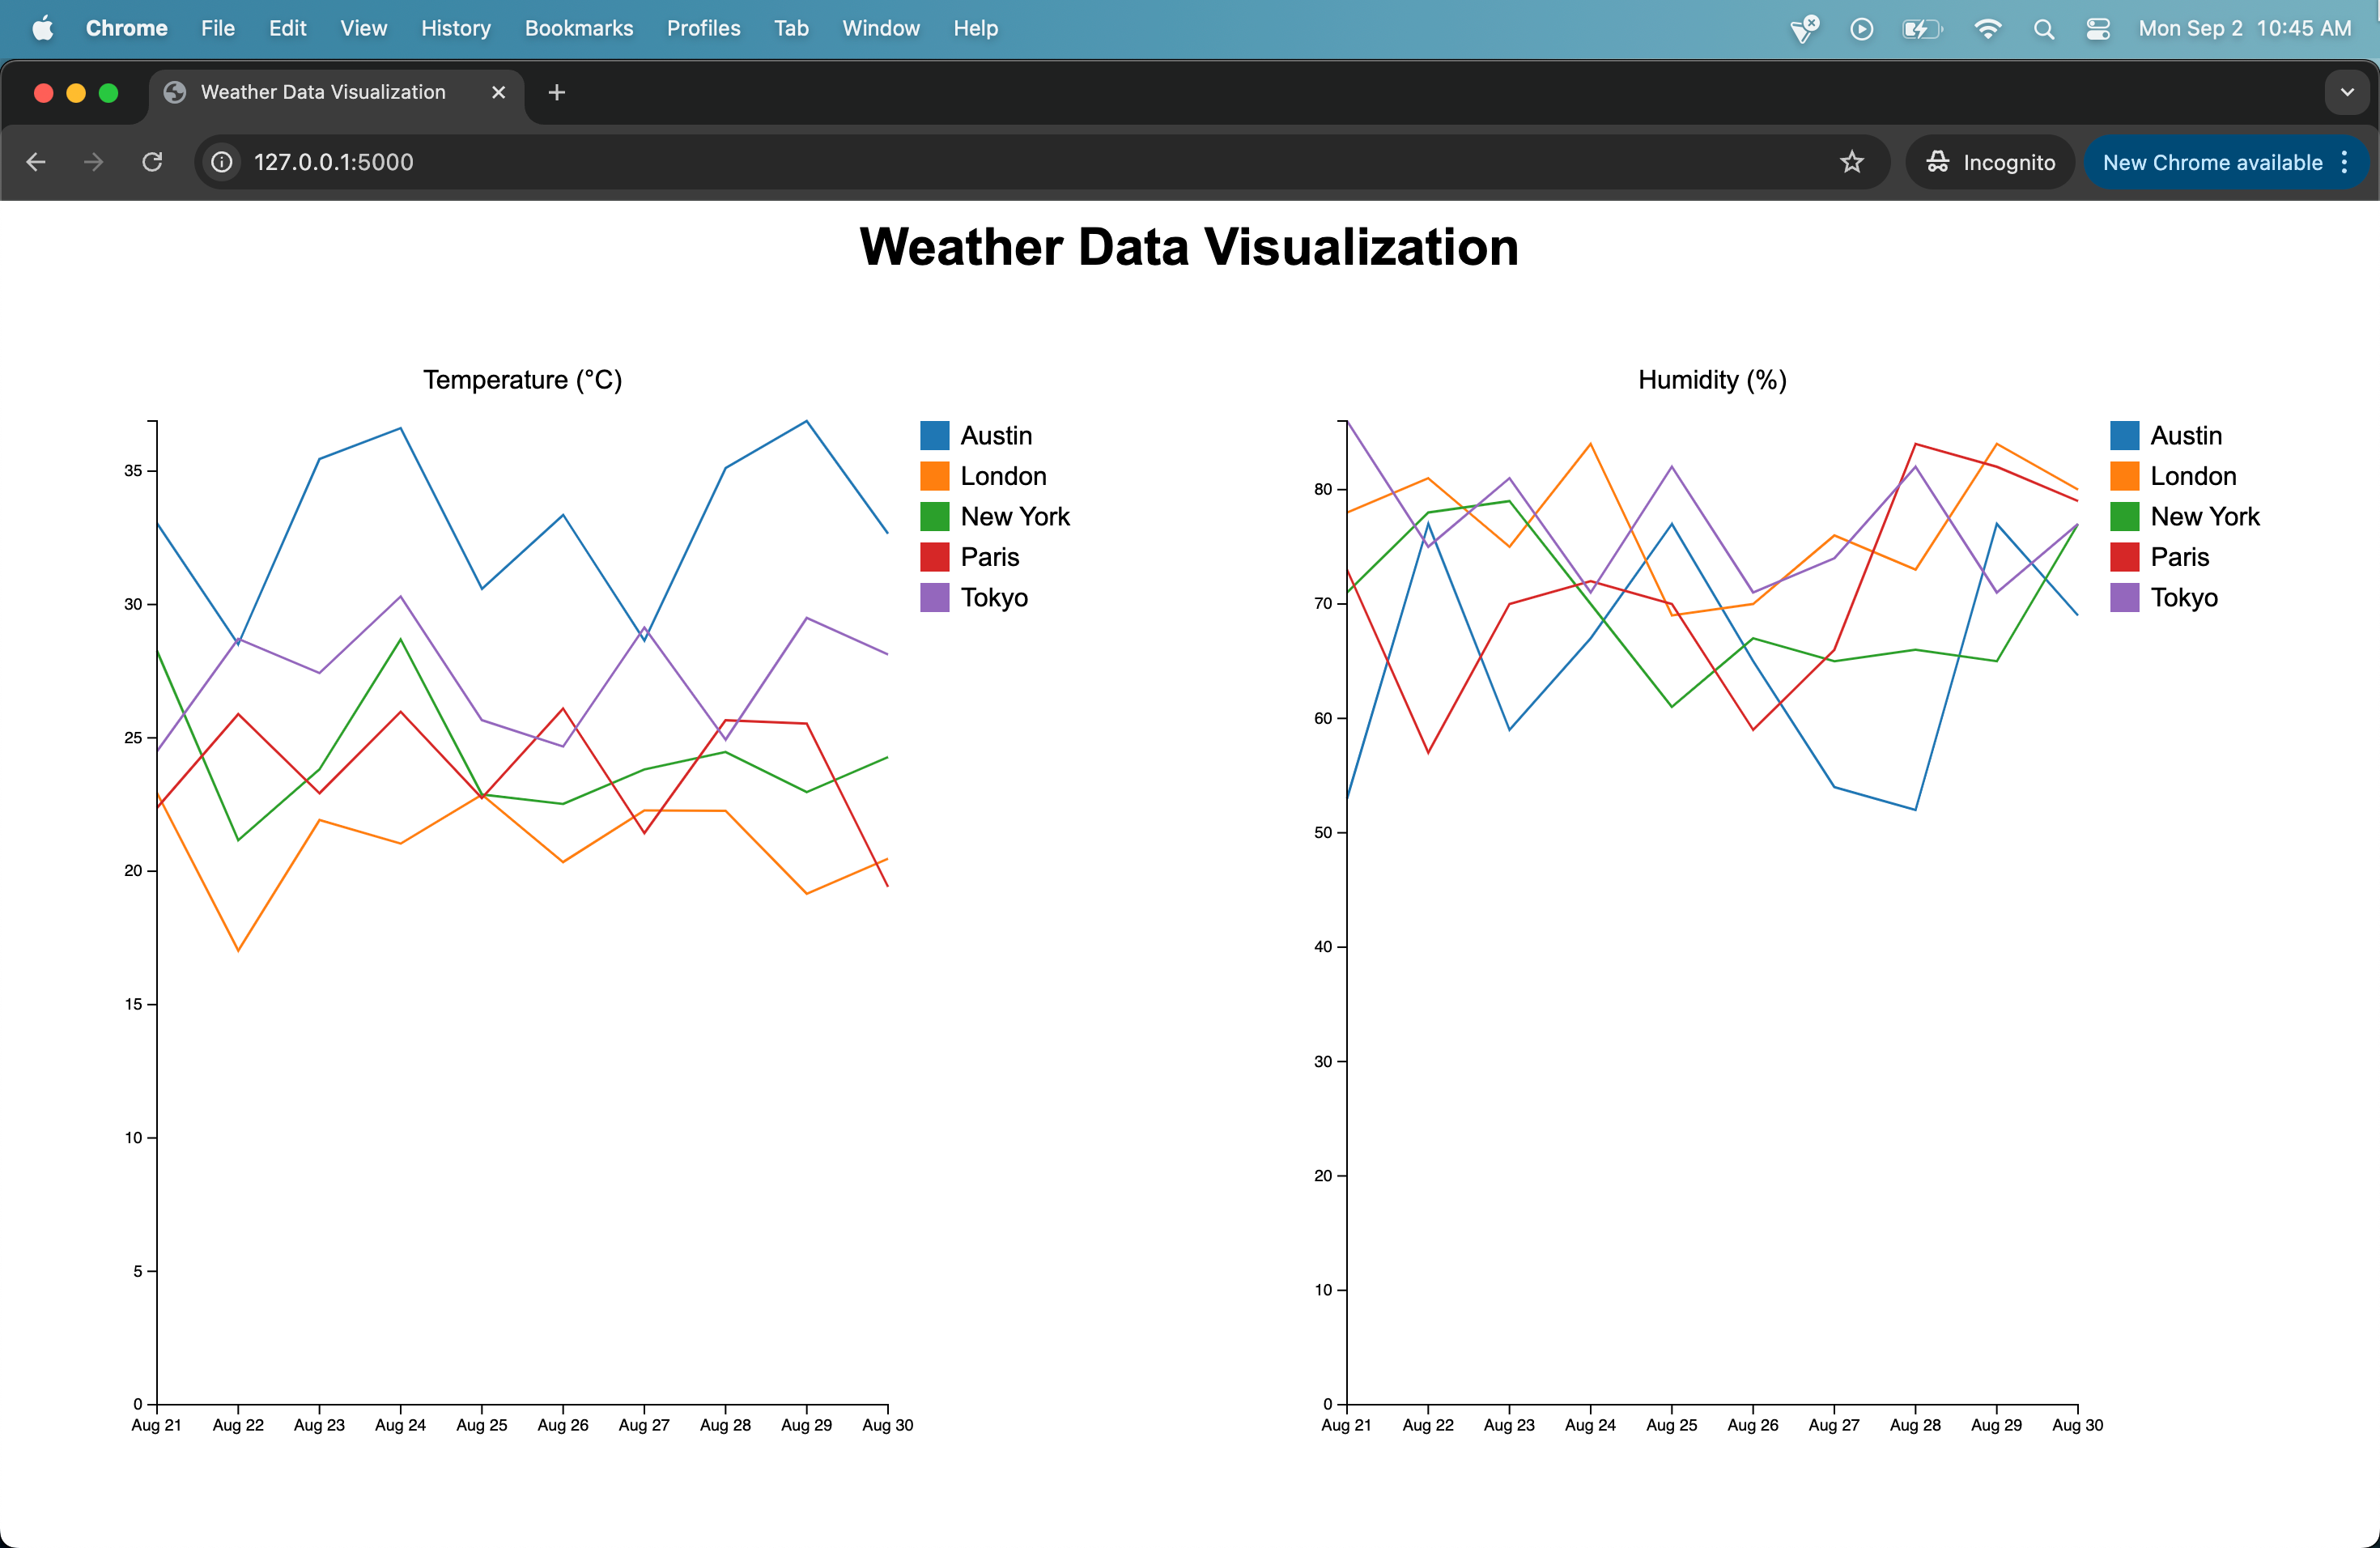 Chrome File Edit View History Bookmarks Profiles Tab Window Help Mon Sep 2 10:45 AM
Weather Data Visualization
127.0.0.1:5000 Incognito New Chrome available
Weather Data Visualization
Temperature (°C)
35
30
25
20
15
10
5
0
Aug 21 Aug 22 Aug 23 Aug 24 Aug 25 Aug 26 Aug 27 Aug 28 Aug 29 Aug 30
Austin
London
New York
Paris
Tokyo
Humidity (%)
80
70
60
50
40
30
20
10
0
Aug 21 Aug 22 Aug 23 Aug 24 Aug 25 Aug 26 Aug 27 Aug 28 Aug 29 Aug 30
Austin
London
New York
Paris
Tokyo